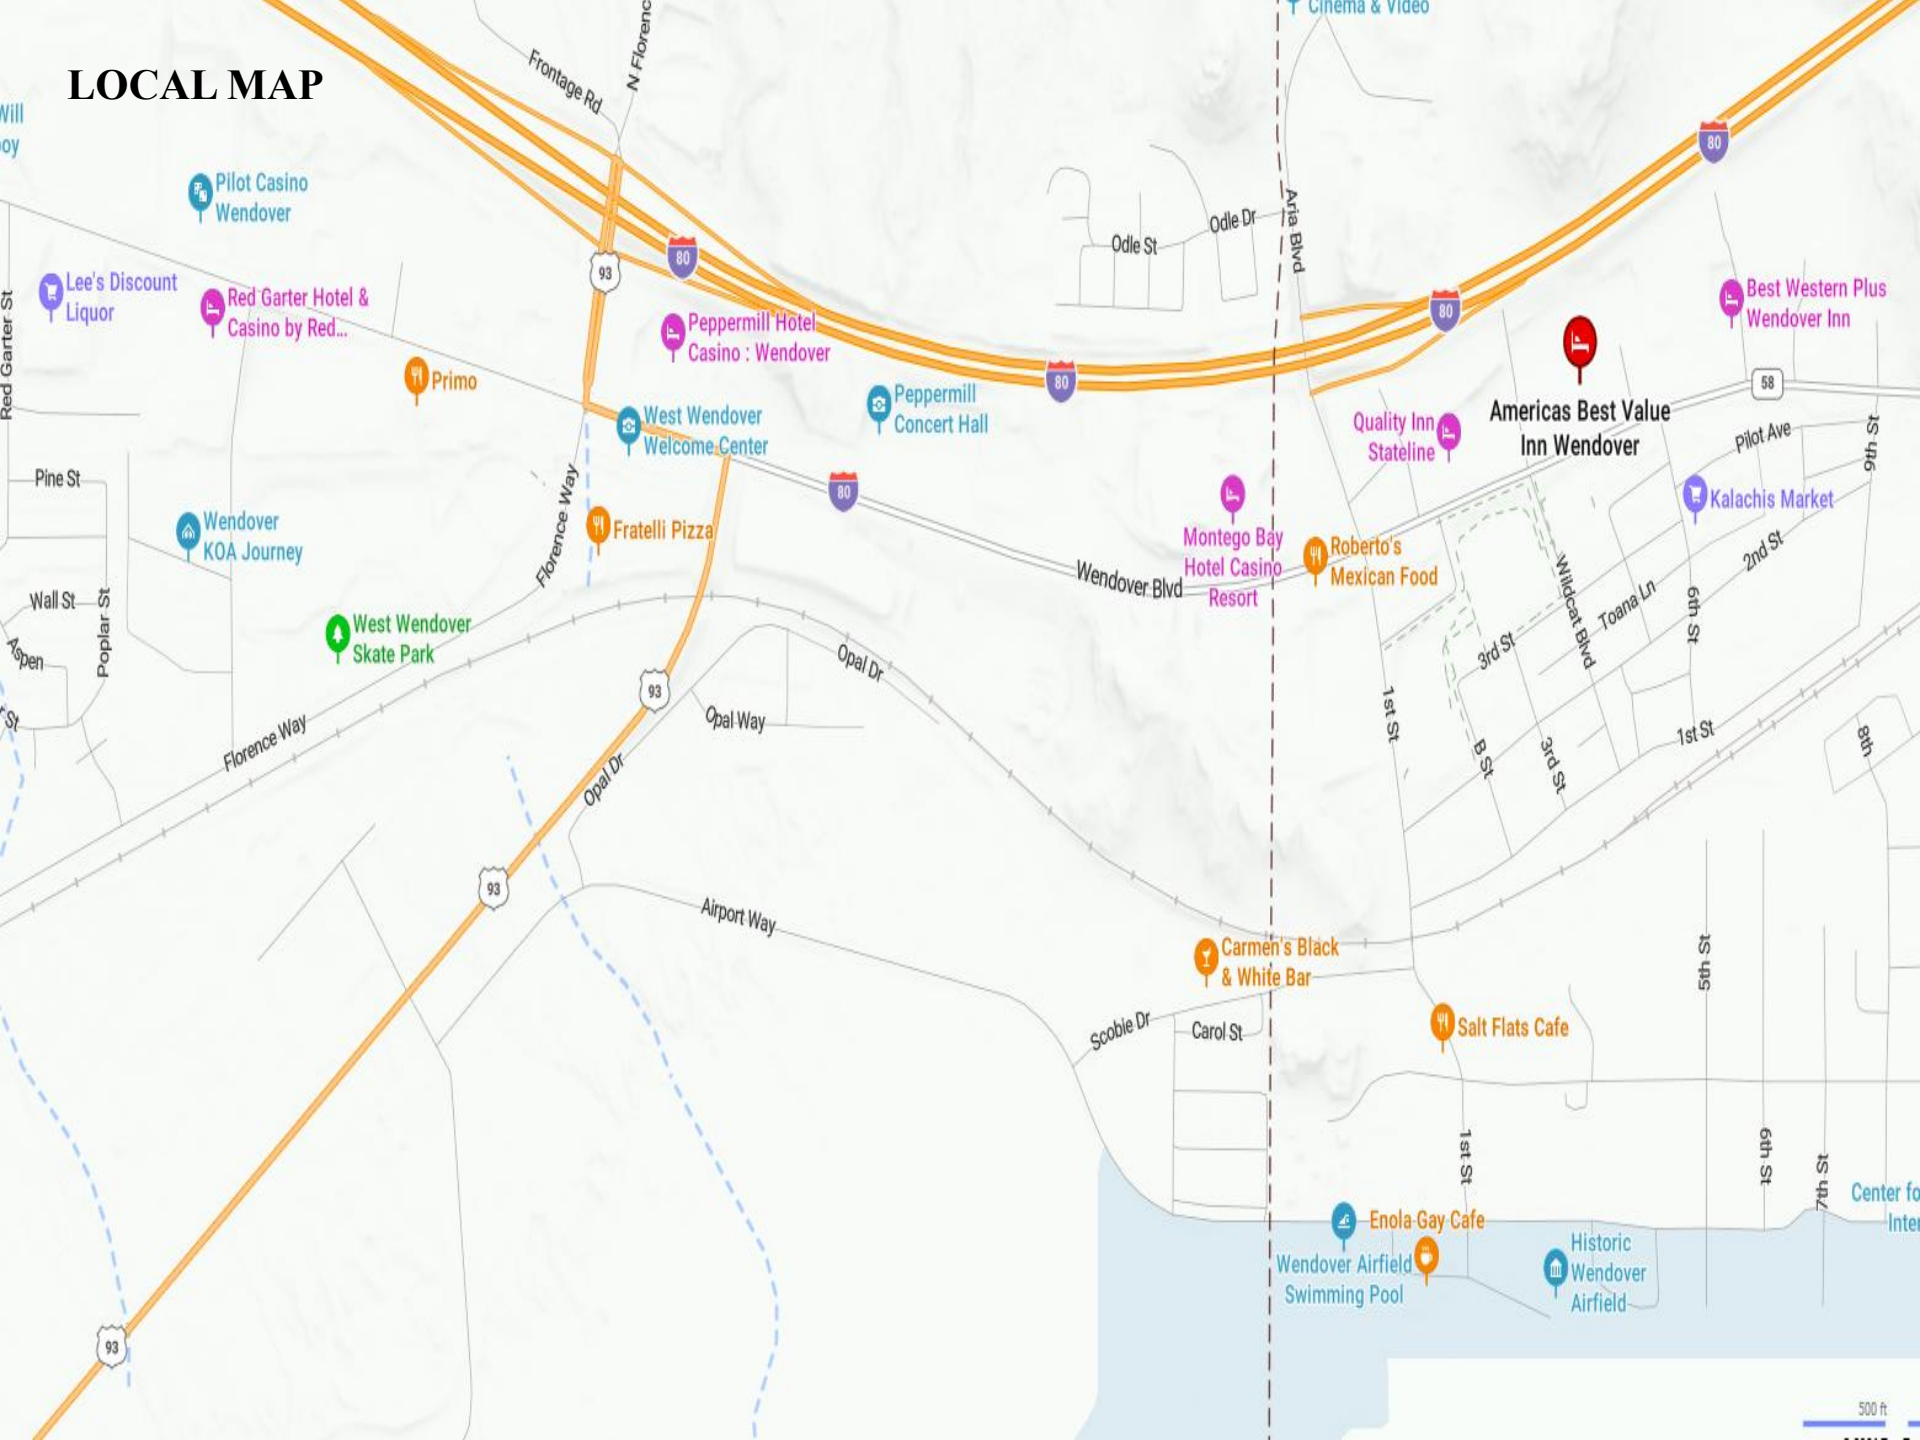 Cinema & Video
N Florenc
Frontage Rd
LOCAL MAP
Will
80
Pilot Casino
Wendover
Aria Blvd
Odle Dr
Odle St
93
80
Lee's Discount
Liquor
Red Garter St
Red Garter Hotel &
Casino by Red...
Peppermill Hotel
Casino : Wendover
80
Best Western Plus
Wendover Inn
Primo
80
58
Peppermill
Concert Hall
West Wendover
Welcome Center
Quality Inn
Stateline
Americas Best Value
Inn Wendover
Pilot Ave
9th St
Pine St
80
Kalachis Market
Florence Way
Wendover
KOA Journey
Fratelli Pizza
Montego Bay
Hotel Casino
Resort
Roberto's
Mexican Food
2nd St
Wendover Blvd
Wildcat Blvd
Toana Ln
6th St
Wall St
Poplar St
Aspen
West Wendover
Skate Park
3rd St
Opal Dr
93
Opal Way
1st St
1st St
St
Florence Way
B St
3rd St
8th
Opal Dr
93
Airport Way
Carmen's Black
& White Bar
5th St
Scobie Dr
Carol St
Salt Flats Cafe
1st St
6th St
7th St
Center fo
Inter
Enola Gay Cafe
Wendover Airfield
Swimming Pool
Historic
Wendover
Airfield
93
500 ft